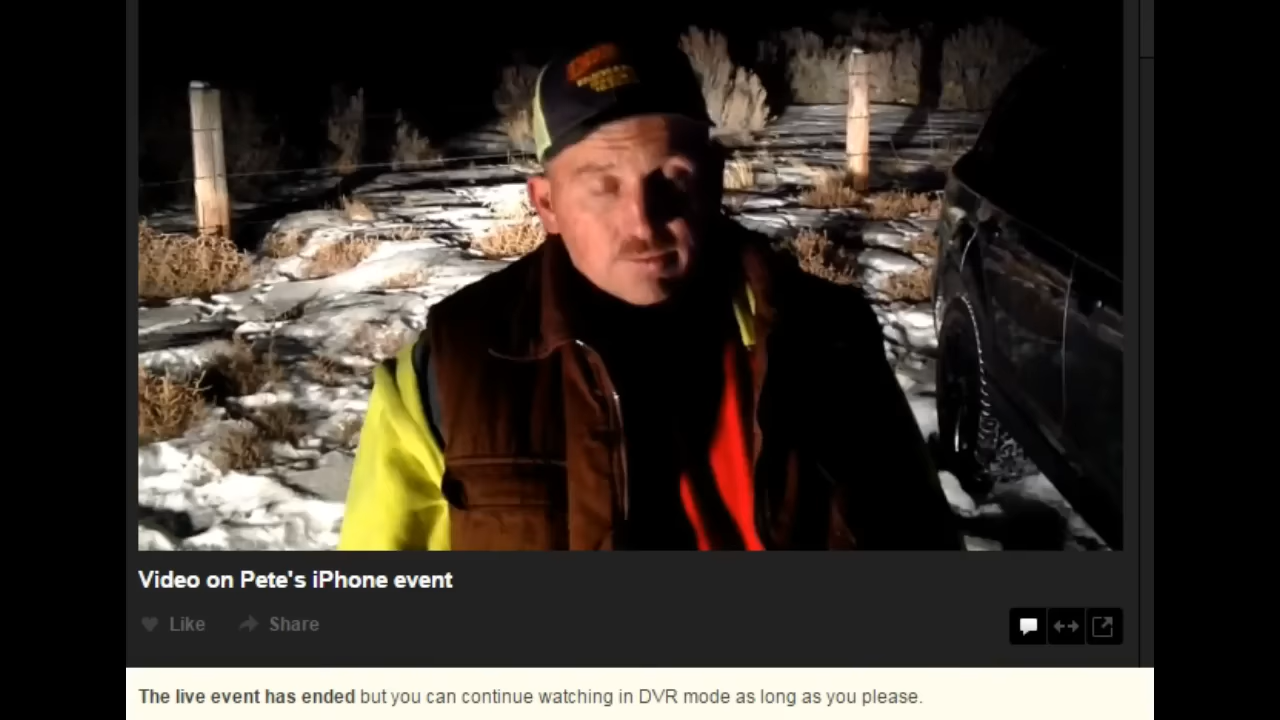 Video on Pete's iPhone event
Like Share
The live event has ended but you can continue watching in DVR mode as long as you please.